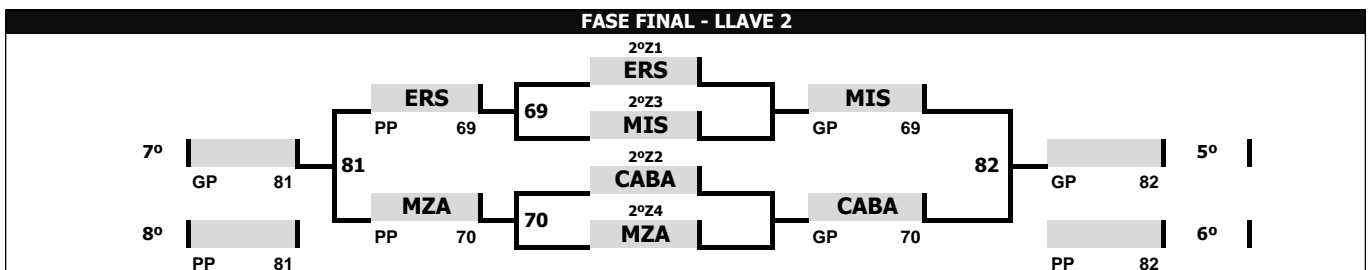 FASE FINAL - LLAVE 2
2ºZ1
ERS
ERS
69
2ºZ3
MIS
MIS
PP 69
GP 69
7º
81
82
5º
GP 81
GP 82
2ºZ2
CABA
MZA
70
2ºZ4
MZA
CABA
PP 70
GP 70
8º
6º
PP 81
PP 82